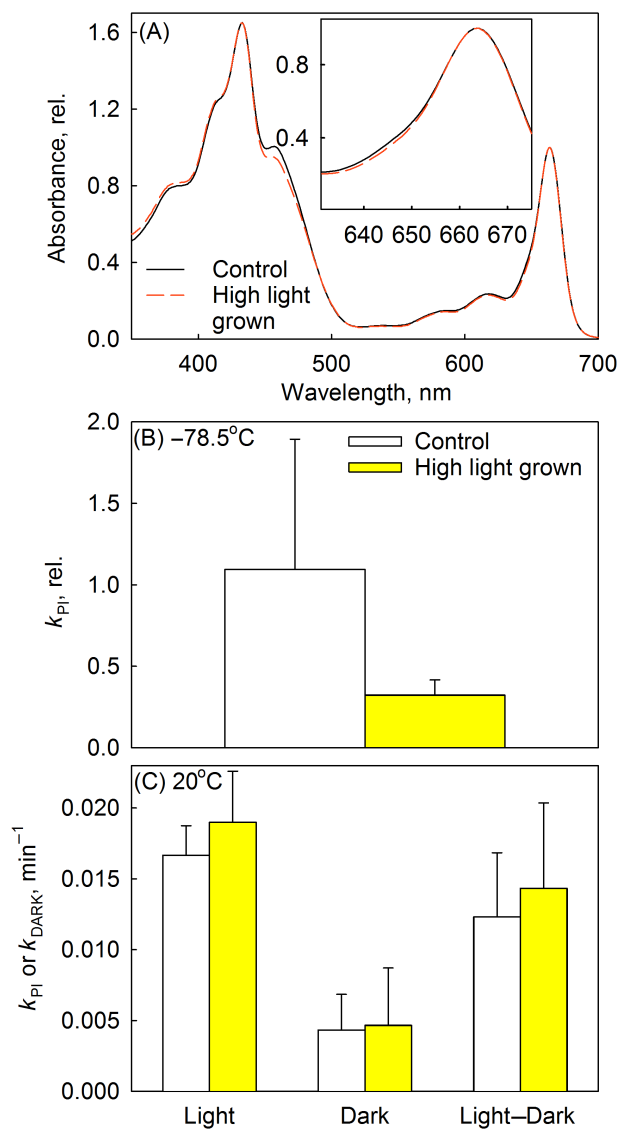 (A)
1.6
1.2
0.8
0.4
0.0
Absorbance, rel.
0.8
0.4
640 650 660 670
Control
High light
grown
400 500 600 700
Wavelength, nm
(B) –78.5°C
Control
High light grown
2.0
1.5
1.0
0.5
0.0
kPI, rel.
(C) 20°C
0.020
0.015
0.010
0.005
0.000
kPI or kDARK, min⁻¹
Light Dark Light–Dark